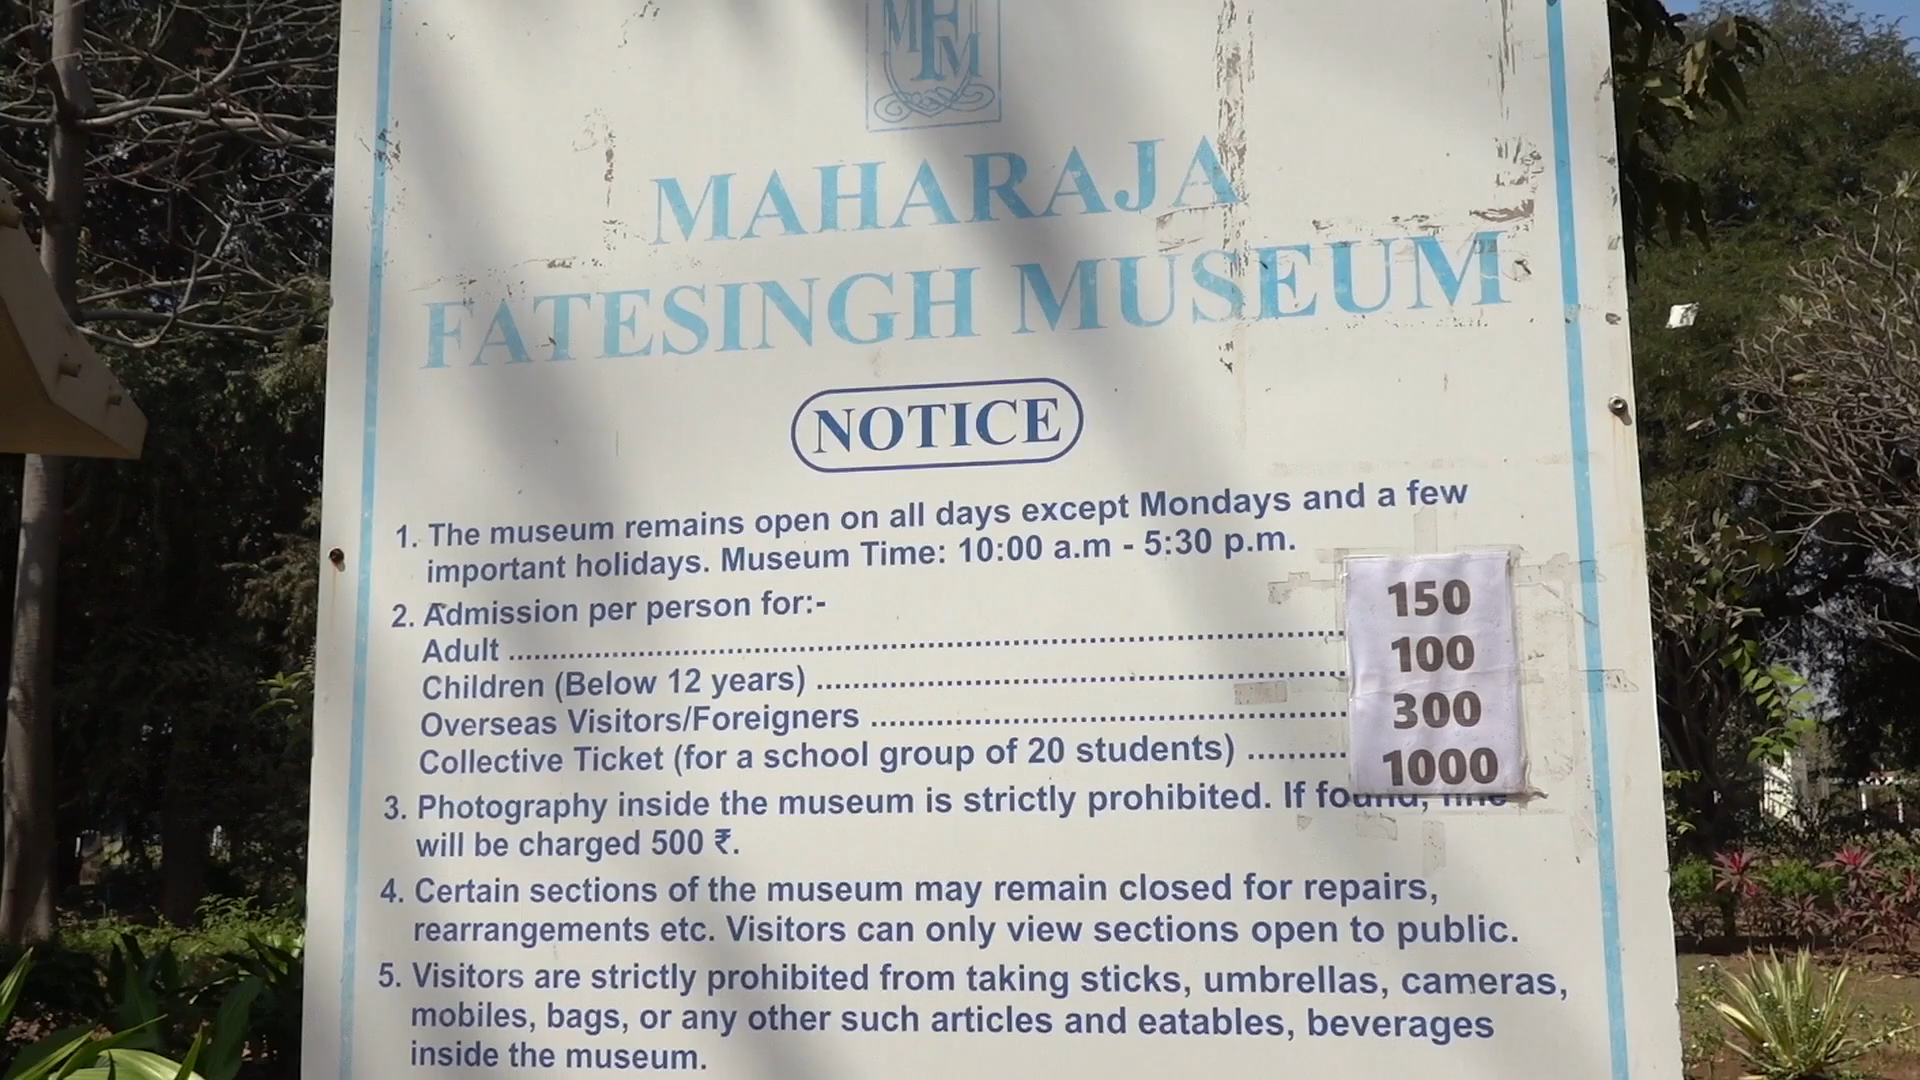 MFM
MAHARAJA
FATESINGH MUSEUM
NOTICE
1. The museum remains open on all days except Mondays and a few
important holidays. Museum Time: 10:00 a.m - 5:30 p.m.
2. Admission per person for:-
Adult ........................................ 150
Children (Below 12 years) ........................................ 100
Overseas Visitors/Foreigners ........................................ 300
Collective Ticket (for a school group of 20 students) .......... 1000
3. Photography inside the museum is strictly prohibited. If found, fine
will be charged 500 ₹.
4. Certain sections of the museum may remain closed for repairs,
rearrangements etc. Visitors can only view sections open to public.
5. Visitors are strictly prohibited from taking sticks, umbrellas, cameras,
mobiles, bags, or any other such articles and eatables, beverages
inside the museum.